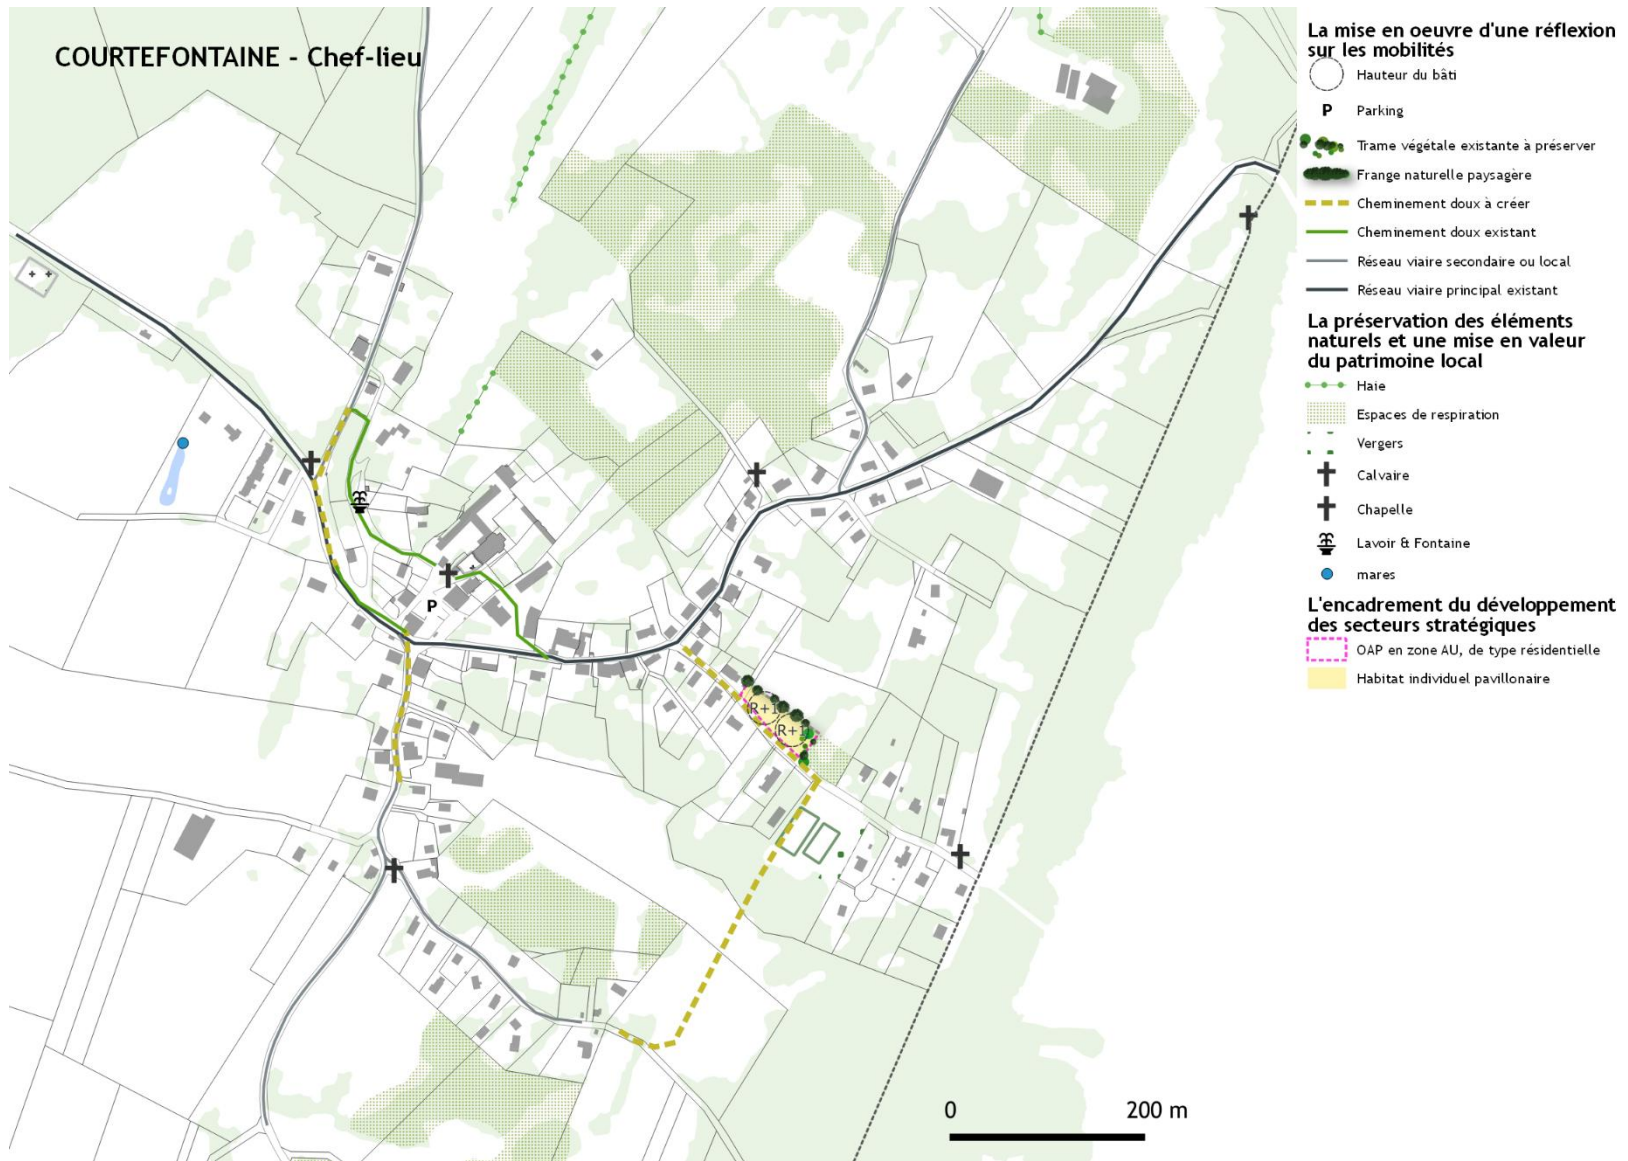 COURTEFONTAINE - Chef-lieu
P
R+1
R+1
0 200 m
La mise en oeuvre d'une réflexion
sur les mobilités
Hauteur du bâti
P Parking
Trame végétale existante à préserver
Frange naturelle paysagère
Cheminement doux à créer
Cheminement doux existant
Réseau viaire secondaire ou local
Réseau viaire principal existant
La préservation des éléments
naturels et une mise en valeur
du patrimoine local
Haie
Espaces de respiration
Vergers
Calvaire
Chapelle
Lavoir & Fontaine
mares
L'encadrement du développement
des secteurs stratégiques
OAP en zone AU, de type résidentielle
Habitat individuel pavillonaire